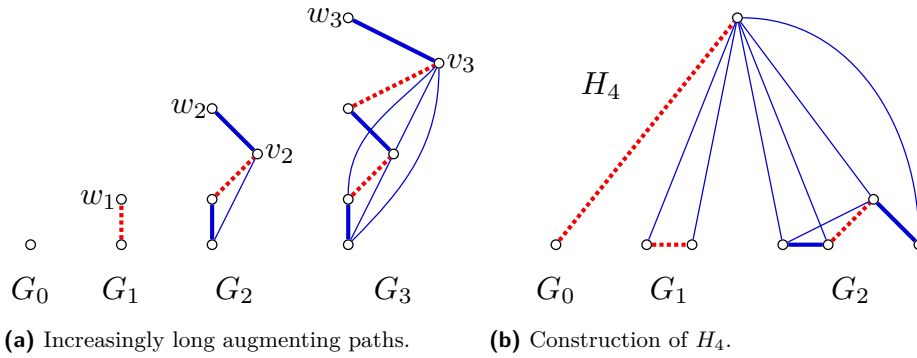 w₃
v₃
w₂
v₂
w₁
H₄
G₀ G₁ G₂ G₃ G₀ G₁ G₂
(a) Increasingly long augmenting paths.
(b) Construction of H₄.